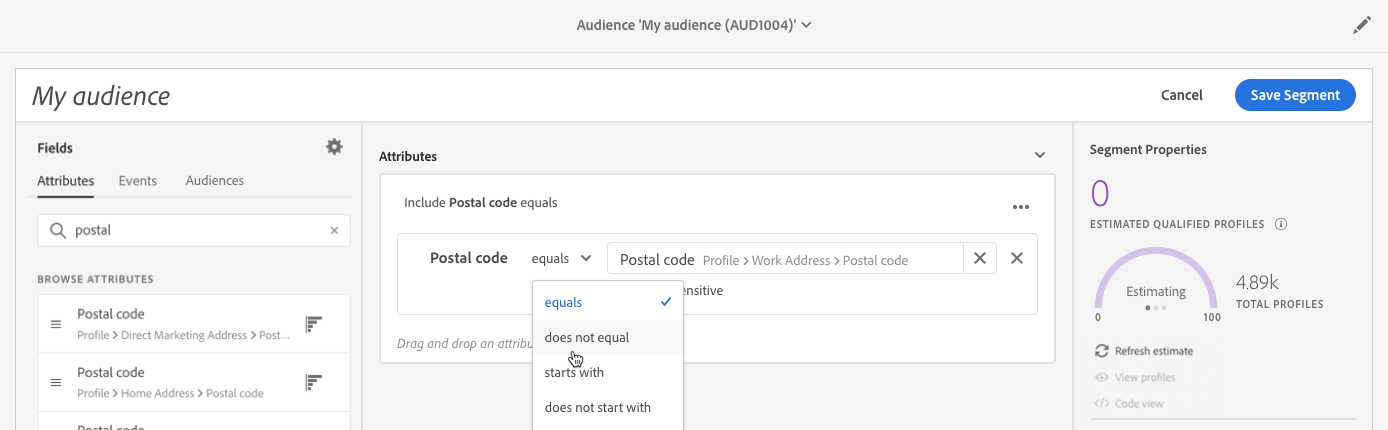 Audience 'My audience (AUD1004)'
My audience
Cancel
Save Segment
Fields
Attributes
Events
Audiences
postal
BROWSE ATTRIBUTES
Postal code
Profile > Direct Marketing Address > Post...
Postal code
Profile > Home Address > Postal code
Attributes
Include Postal code equals
Postal code equals
Postal code Profile > Work Address > Postal code
equals
does not equal
starts with
does not start with
Drag and drop an
Segment Properties
0
ESTIMATED QUALIFIED PROFILES
Estimating
0
100
4.89k
TOTAL PROFILES
Refresh estimate
View profiles
Code view